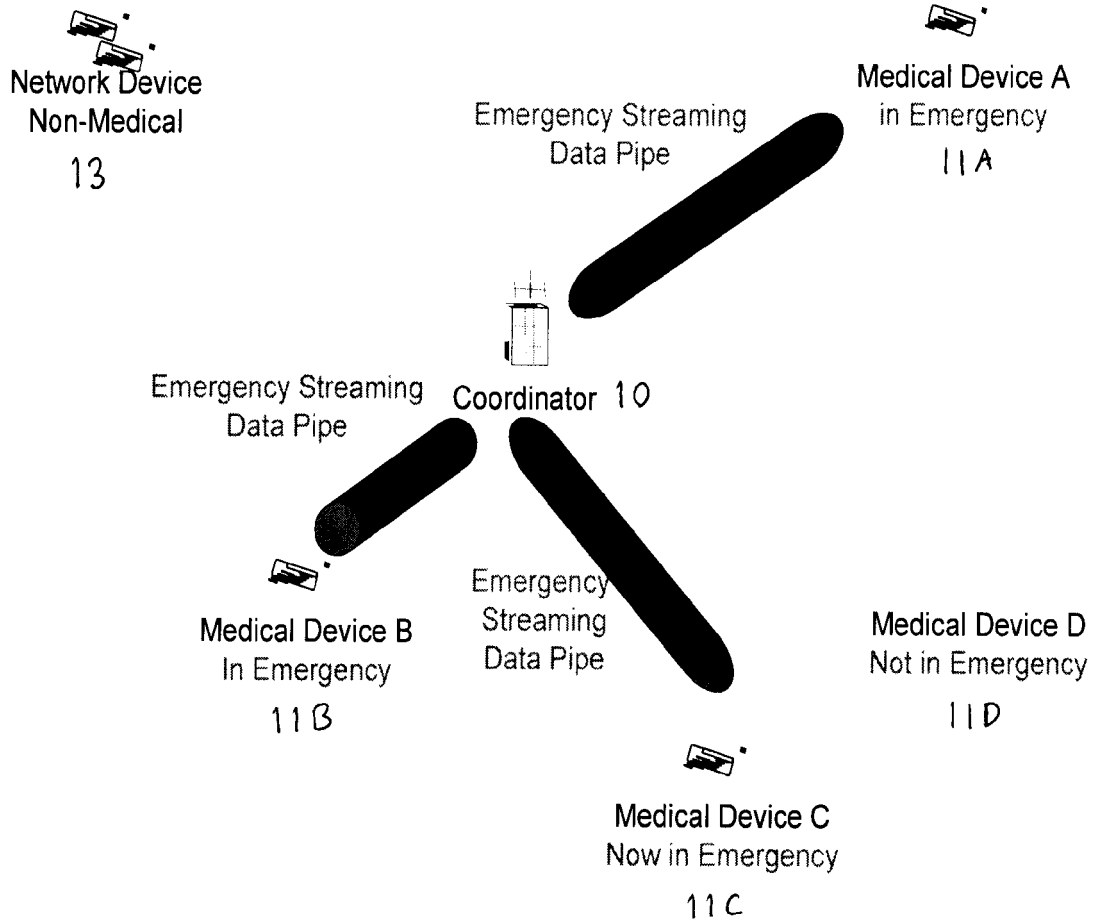 Network Device
Non-Medical
13
Medical Device A
in Emergency
11A
Emergency Streaming
Data Pipe
Emergency Streaming
Data Pipe
Coordinator 10
Medical Device B
In Emergency
11B
Emergency
Streaming
Data Pipe
Medical Device D
Not in Emergency
11D
Medical Device C
Now in Emergency
11C